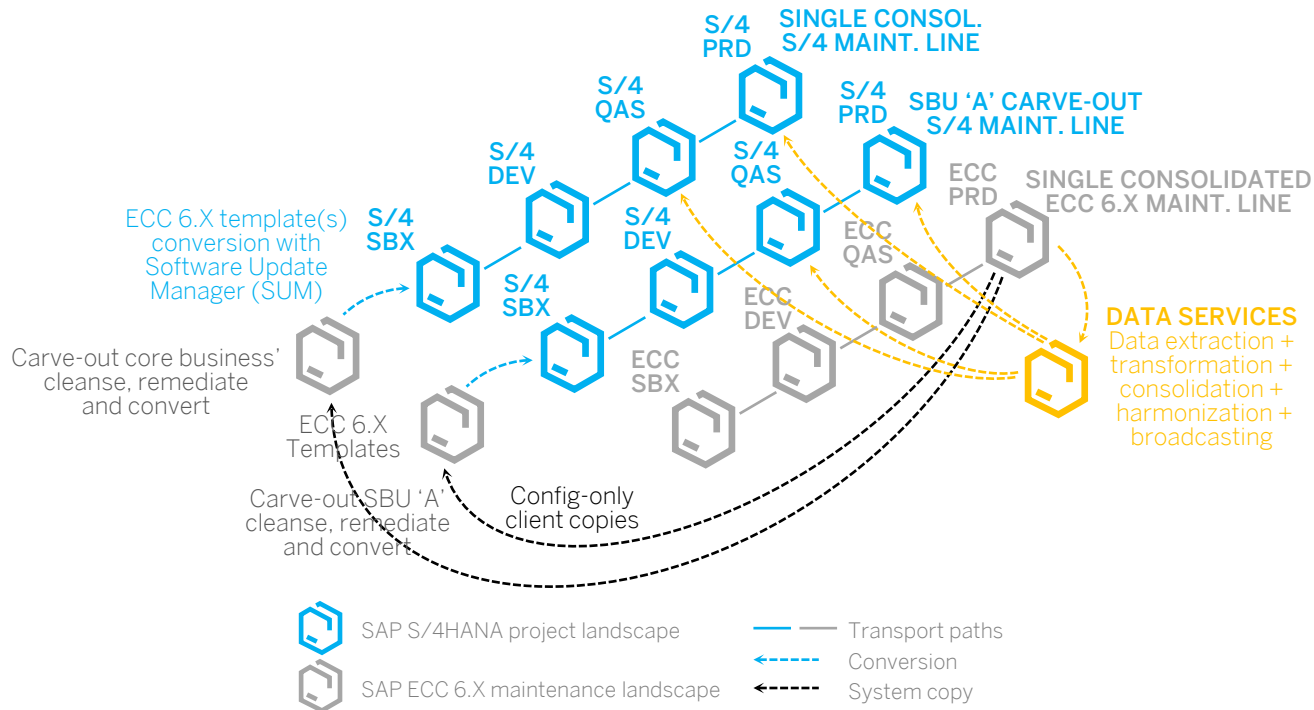 S/4
PRD
SINGLE CONSOL.
S/4 MAINT. LINE
S/4
QAS
S/4
PRD
SBU ‘A’ CARVE-OUT
S/4 MAINT. LINE
S/4
DEV
S/4
QAS
ECC
PRD
SINGLE CONSOLIDATED
ECC 6.X MAINT. LINE
ECC 6.X template(s)
conversion with
Software Update
Manager (SUM)
S/4
SBX
S/4
DEV
ECC
QAS
S/4
SBX
ECC
DEV
DATA SERVICES
Data extraction +
transformation +
consolidation +
harmonization +
broadcasting
Carve-out core business’
cleanse, remediate
and convert
ECC
SBX
ECC 6.X
Templates
Carve-out SBU ‘A’
cleanse, remediate
and convert
Config-only
client copies
SAP S/4HANA project landscape
Transport paths
Conversion
SAP ECC 6.X maintenance landscape
System copy